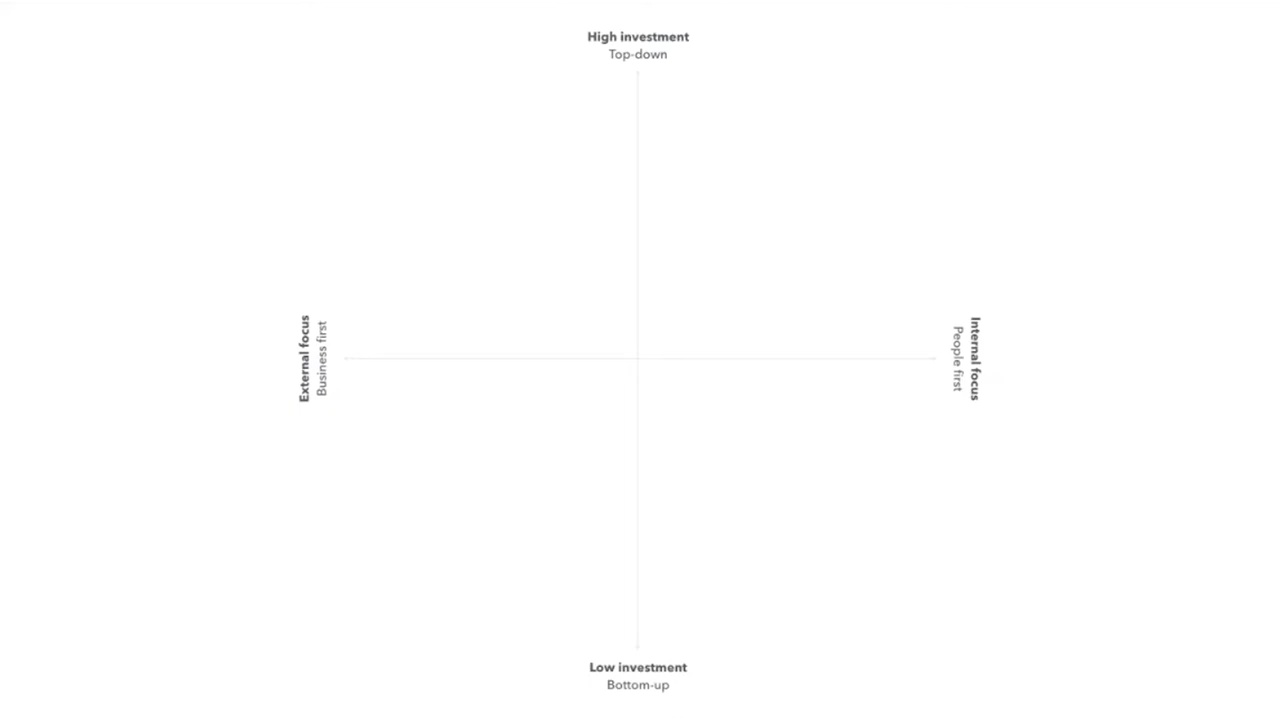 High investment
Top-down
External focus
Business first
Internal focus
People first
Low investment
Bottom-up